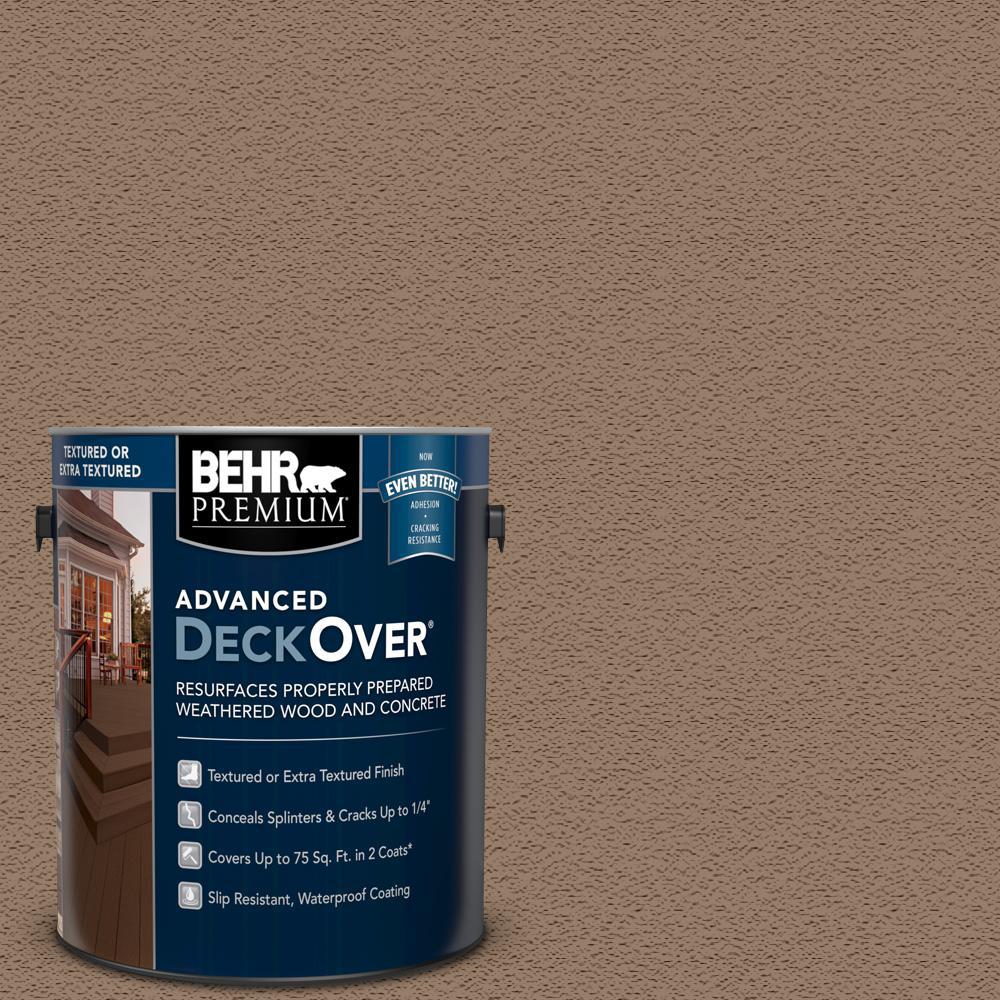 TEXTURED OR
EXTRA TEXTURED
BEHR
PREMIUM®
NOW
EVEN BETTER!
ADHESION
•
CRACKING
RESISTANCE
ADVANCED
DECKOVER®
RESURFACES PROPERLY PREPARED
WEATHERED WOOD AND CONCRETE
Textured or Extra Textured Finish
Conceals Splinters & Cracks Up to 1/4"
Covers Up to 75 Sq. Ft. in 2 Coats*
Slip Resistant, Waterproof Coating